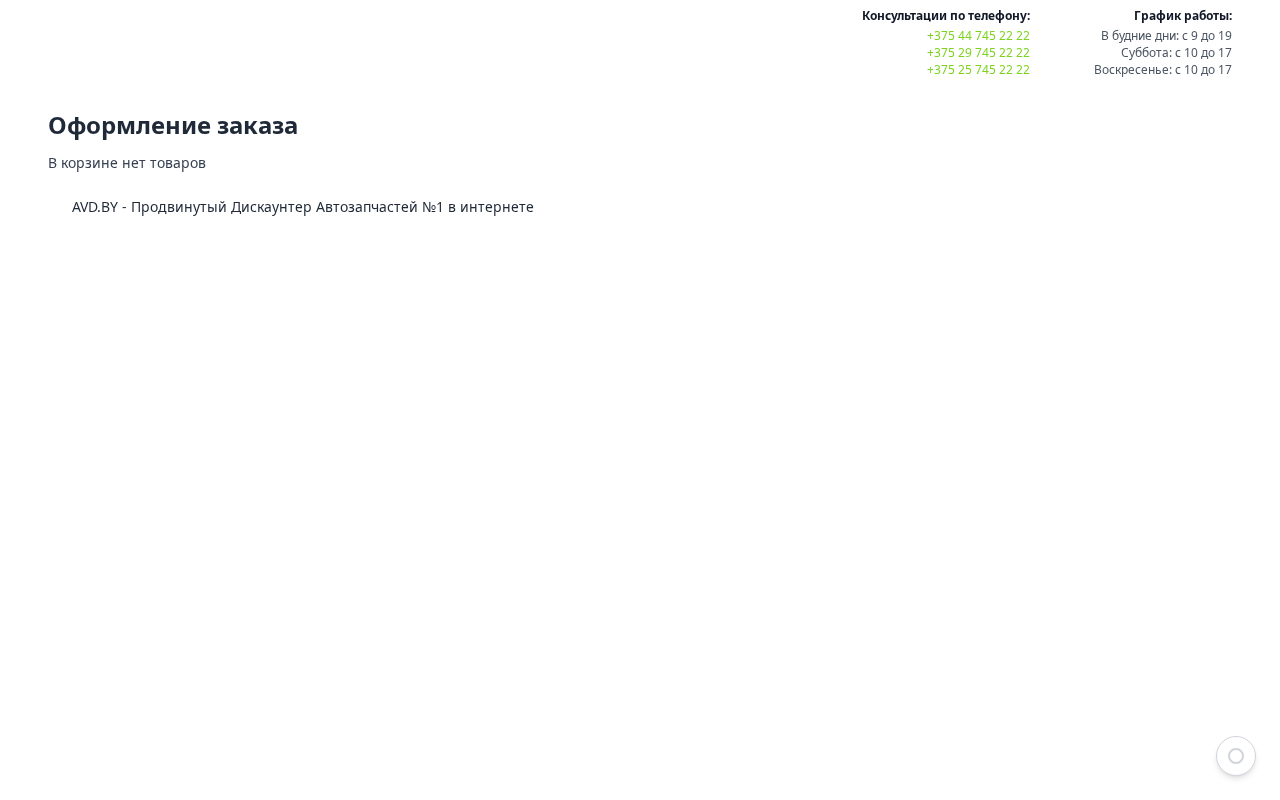 Консультации по телефону:
+375 44 745 22 22
+375 29 745 22 22
+375 25 745 22 22
График работы:
В будние дни: с 9 до 19
Суббота: с 10 до 17
Воскресенье: с 10 до 17
Оформление заказа
В корзине нет товаров
AVD.BY - Продвинутый Дискаунтер Автозапчастей №1 в интернете